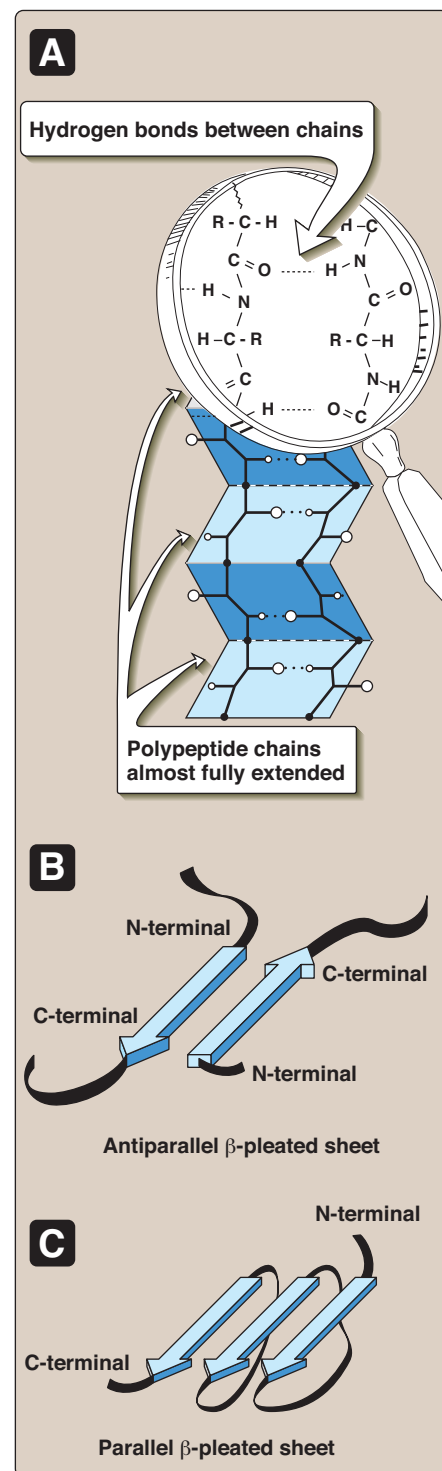 A
Hydrogen bonds between chains
R - C - H
H - C
C = O
H - N
H - N
C = O
H - C - R
R - C - H
C
N - H
H
O = C
Polypeptide chains
almost fully extended
B
N-terminal
C-terminal
C-terminal
N-terminal
Antiparallel β-pleated sheet
C
N-terminal
C-terminal
Parallel β-pleated sheet